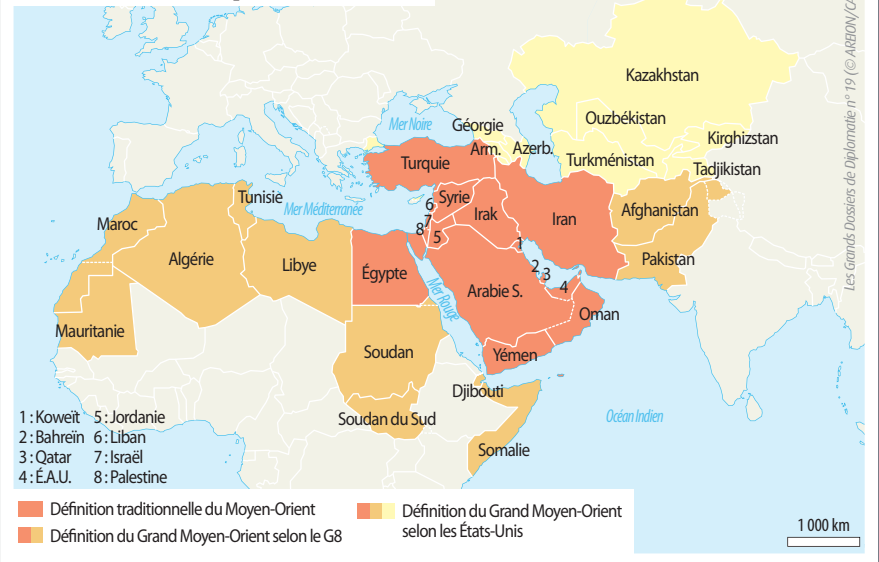 Kazakhstan
Ouzbékistan
Mer Noire
Géorgie
Kirghizstan
Arm.
Azerb.
Turquie
Turkménistan
Tadjikistan
Tunisie
Mer Méditerranée
6
Syrie
7
8
5
Irak
Iran
Afghanistan
Maroc
Algérie
Libye
Égypte
1
2
3
4
Pakistan
Mer Rouge
Arabie S.
Oman
Mauritanie
Soudan
Yémen
Djibouti
Soudan du Sud
Océan Indien
Somalie
1 : Koweït 5 : Jordanie
2 : Bahreïn 6 : Liban
3 : Qatar 7 : Israël
4 : É.A.U. 8 : Palestine
Définition traditionnelle du Moyen-Orient
Définition du Grand Moyen-Orient selon le G8
Définition du Grand Moyen-Orient
selon les États-Unis
1 000 km
Les Grands Dossiers de Diplomatie n° 19 (© AREION/